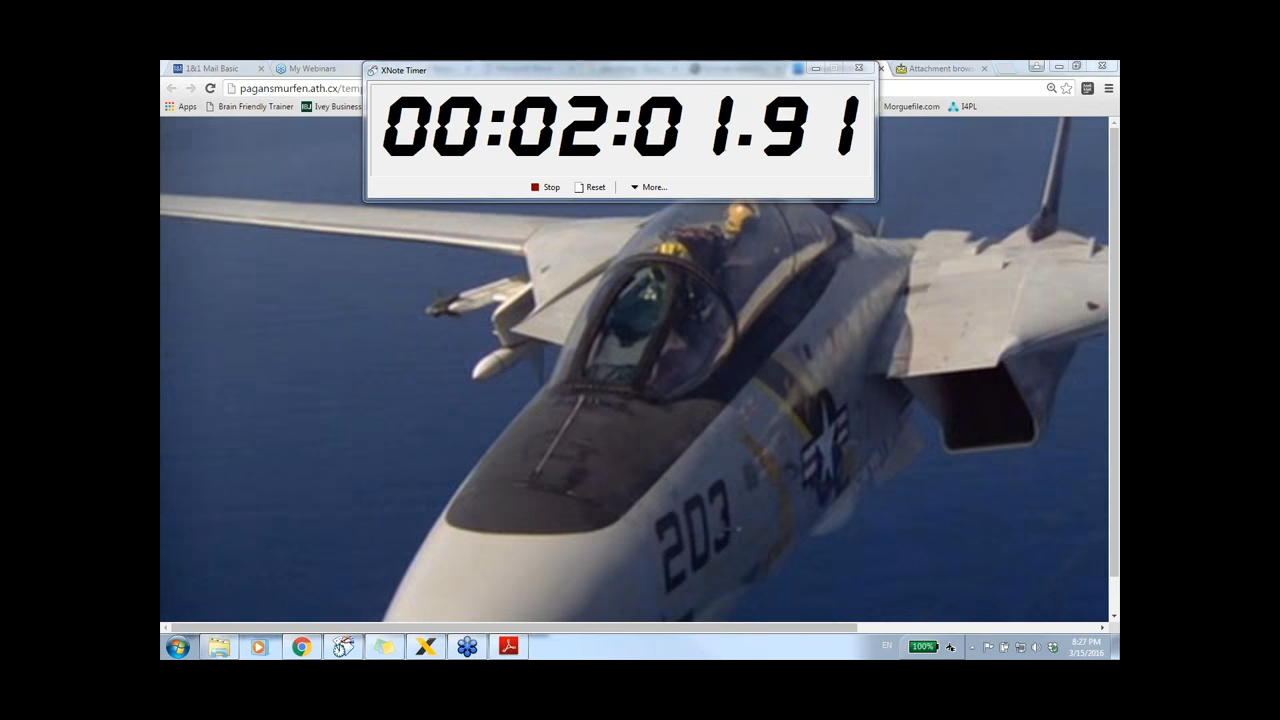 1&1 Mail Basic
My Webinars
XNote Timer
Attachment brow
pagansmurfen.ath.cx/temp
Apps
Brain Friendly Trainer
Ivey Business
Morguefile.com
I4PL
00:02:01.91
Stop
Reset
More...
203
EN
100%
8:27 PM
3/15/2016